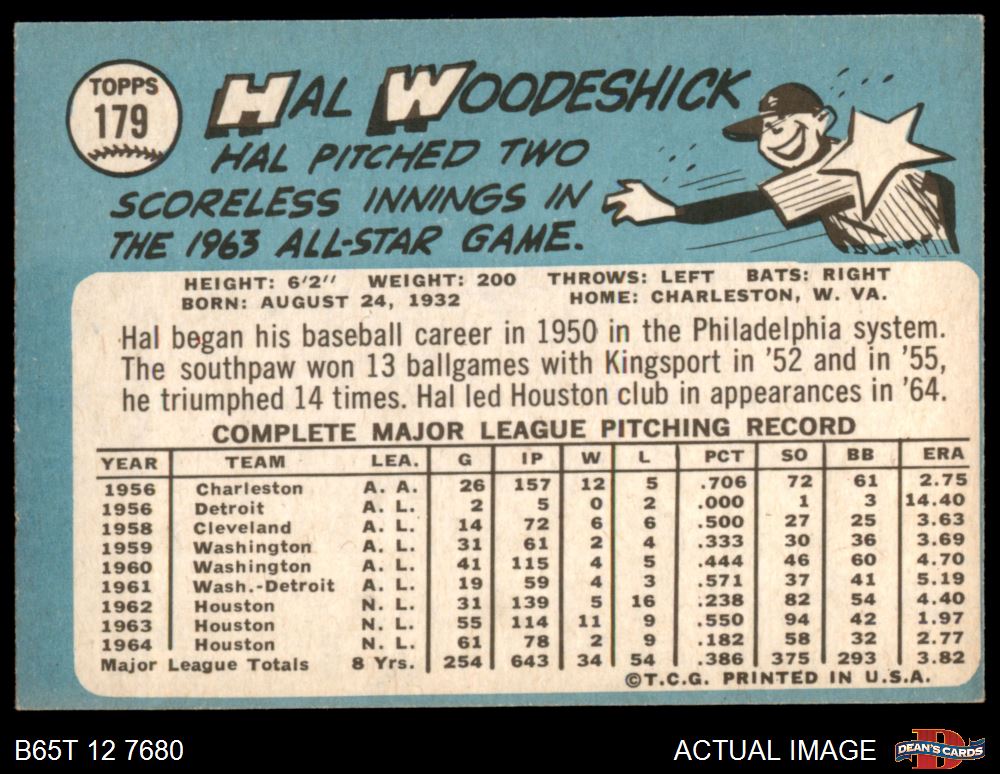 TOPPS
179
HAL WOODESHICK
HAL PITCHED TWO
SCORELESS INNINGS IN
THE 1963 ALL-STAR GAME.
HEIGHT: 6'2" WEIGHT: 200 THROWS: LEFT BATS: RIGHT
BORN: AUGUST 24, 1932 HOME: CHARLESTON, W. VA.
Hal began his baseball career in 1950 in the Philadelphia system.
The southpaw won 13 ballgames with Kingsport in '52 and in '55,
he triumphed 14 times. Hal led Houston club in appearances in '64.
COMPLETE MAJOR LEAGUE PITCHING RECORD
YEAR TEAM LEA. G IP W L PCT SO BB ERA
1956 Charleston A. A. 26 157 12 5 .706 72 61 2.75
1956 Detroit A. L. 2 5 0 2 .000 1 3 14.40
1958 Cleveland A. L. 14 72 6 6 .500 27 25 3.63
1959 Washington A. L. 31 61 2 4 .333 30 36 3.69
1960 Washington A. L. 41 115 4 5 .444 46 60 4.70
1961 Wash.-Detroit A. L. 19 59 4 3 .571 37 41 5.19
1962 Houston N. L. 31 139 5 16 .238 82 54 4.40
1963 Houston N. L. 55 114 11 9 .550 94 42 1.97
1964 Houston N. L. 61 78 2 9 .182 58 32 2.77
Major League Totals 8 Yrs. 254 643 34 54 .386 375 293 3.82
©T.C.G. PRINTED IN U.S.A.
B65T 12 7680 ACTUAL IMAGE D DEAN'S CARDS